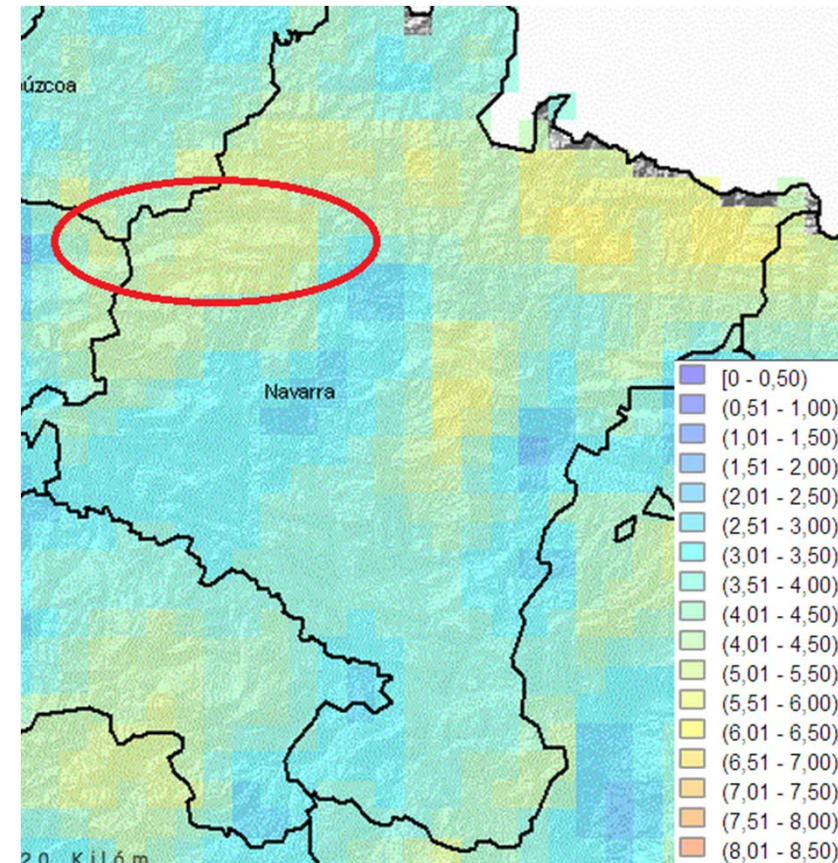 úzcoa
Navarra
[0 - 0,50)
(0,51 - 1,00)
(1,01 - 1,50)
(1,51 - 2,00)
(2,01 - 2,50)
(2,51 - 3,00)
(3,01 - 3,50)
(3,51 - 4,00)
(4,01 - 4,50)
(4,01 - 4,50)
(5,01 - 5,50)
(5,51 - 6,00)
(6,01 - 6,50)
(6,51 - 7,00)
(7,01 - 7,50)
(7,51 - 8,00)
(8,01 - 8,50)
20 Kilóm